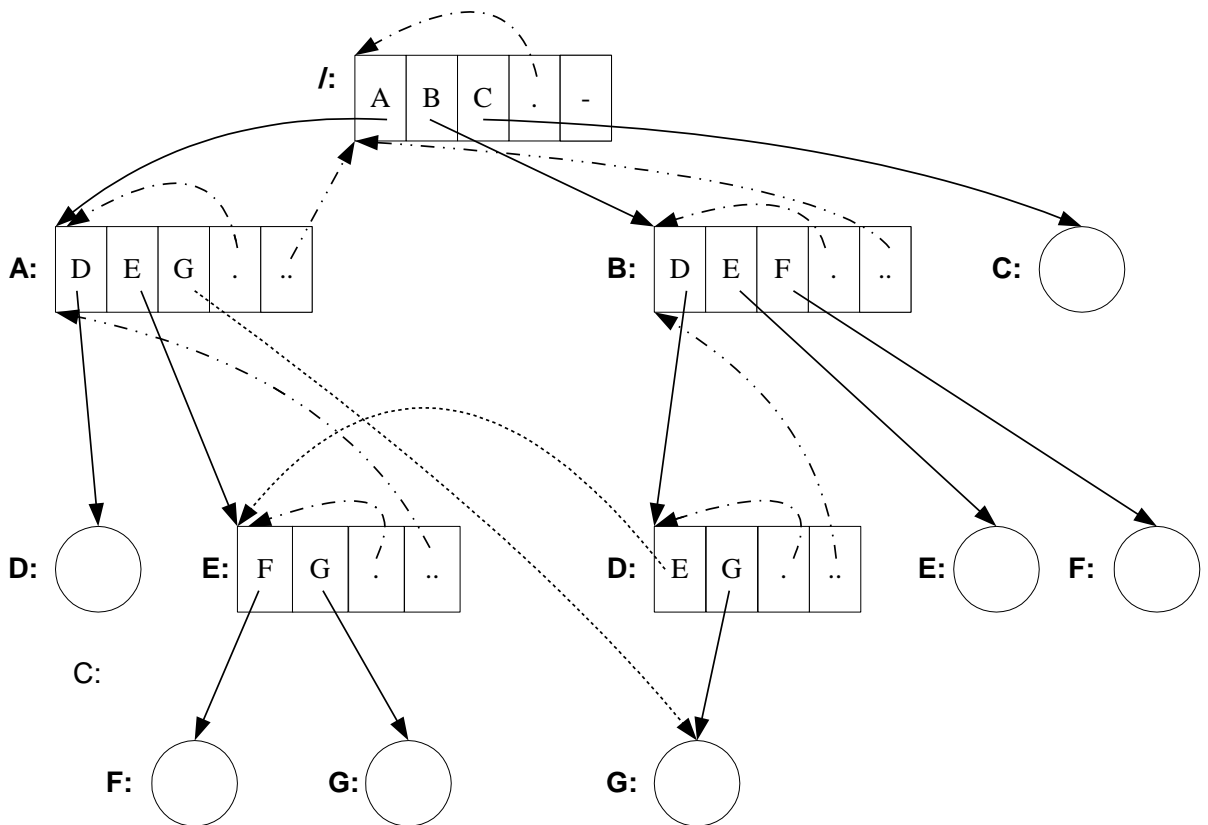 /: A B C . -
A: D E G . ..
B: D E F . ..
C:
D:
E: F G . ..
D: E G . ..
E:
F:
C:
F:
G:
G: